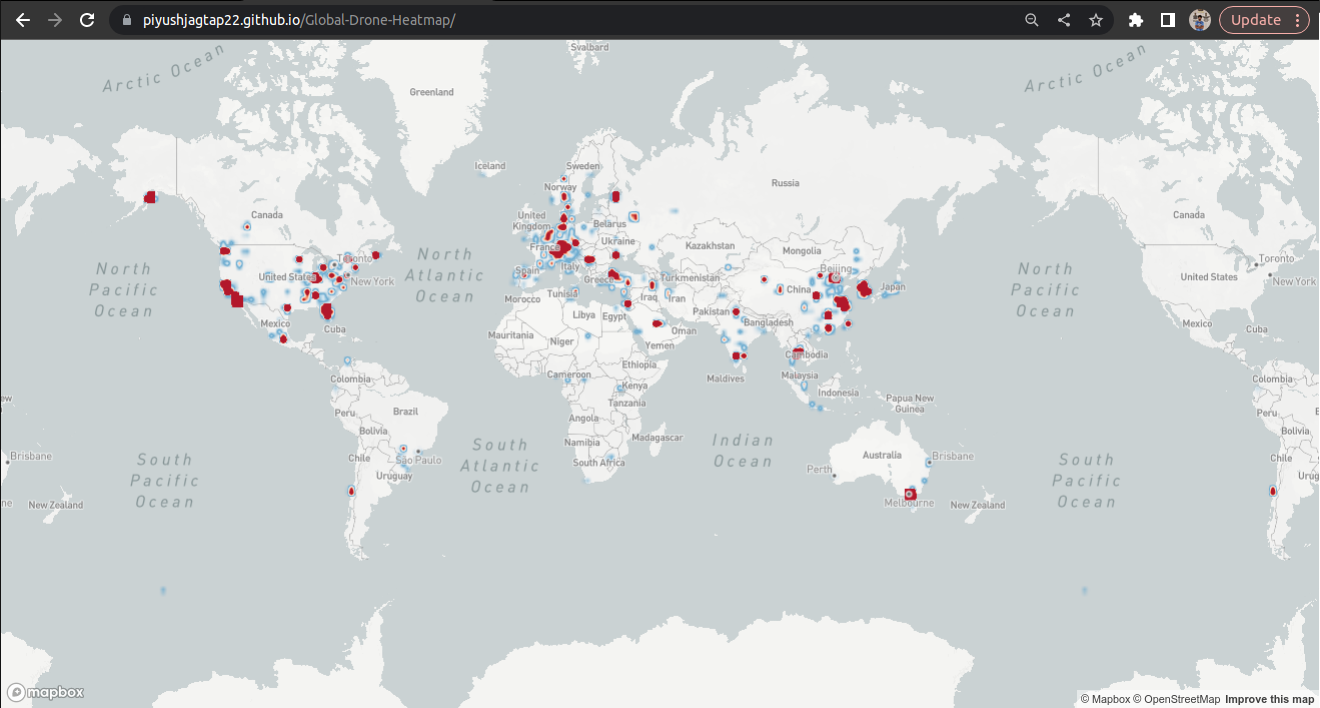 piyushjagtap22.github.io/Global-Drone-Heatmap/
Update
Svalbard
Arctic Ocean
Arctic Ocean
Greenland
Iceland
Sweden
Norway
Russia
Canada
Canada
United
Kingdom
Belarus
Ukraine
France
Kazakhstan
Mongolia
North
Pacific
Ocean
North
Atlantic
Ocean
North
Pacific
Ocean
Toronto
United States
New York
Spain
Italy
Greece
Turkmenistan
Beijing
China
Japan
Toronto
United States
New York
Morocco
Tunisia
Iraq
Iran
Libya
Egypt
Pakistan
Bangladesh
Mexico
Cuba
Mexico
Cuba
Mauritania
Niger
Oman
Yemen
Cambodia
Ethiopia
Cameroon
Kenya
Maldives
Malaysia
Indonesia
Colombia
Colombia
Tanzania
Papua New
Guinea
Peru
Brazil
Peru
Angola
Bolivia
Bolivia
Namibia
Madagascar
South
Atlantic
Ocean
Indian
Ocean
South
Pacific
Ocean
South
Pacific
Ocean
Brisbane
Chile
São Paulo
Uruguay
South Africa
Perth
Australia
Brisbane
Chile
Urug
New Zealand
Melbourne
New Zealand
mapbox
© Mapbox © OpenStreetMap Improve this map